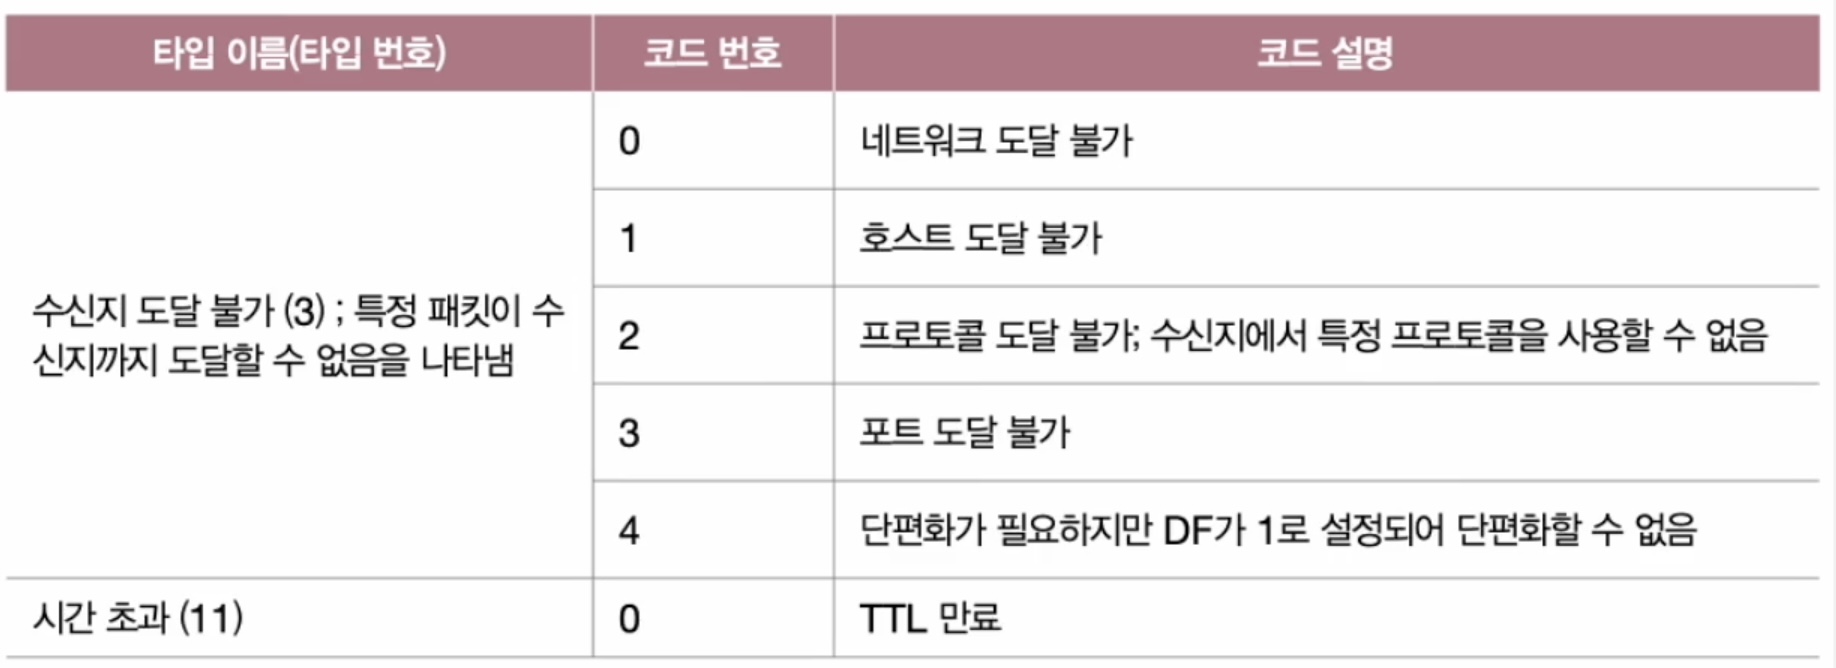 타입 이름(타입 번호) 코드 번호 코드 설명
수신지 도달 불가 (3) ; 특정 패킷이 수
신지까지 도달할 수 없음을 나타냄
0 네트워크 도달 불가
1 호스트 도달 불가
2 프로토콜 도달 불가; 수신지에서 특정 프로토콜을 사용할 수 없음
3 포트 도달 불가
4 단편화가 필요하지만 DF가 1로 설정되어 단편화할 수 없음
시간 초과 (11) 0 TTL 만료